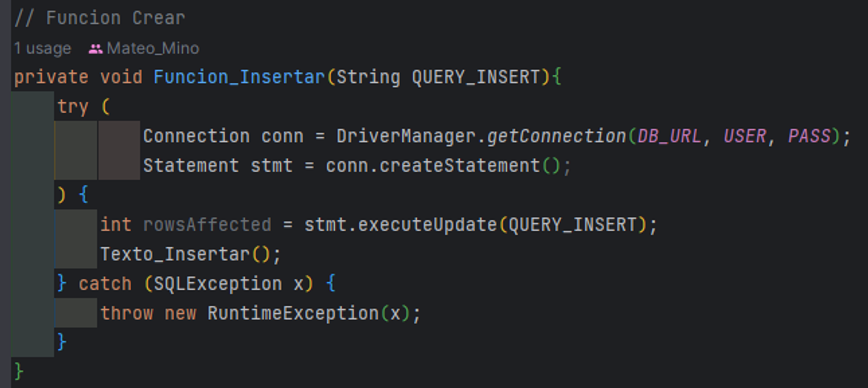 // Funcion Crear
1 usage Mateo_Mino
private void Funcion_Insertar(String QUERY_INSERT){
try (
Connection conn = DriverManager.getConnection(DB_URL, USER, PASS);
Statement stmt = conn.createStatement();
) {
int rowsAffected = stmt.executeUpdate(QUERY_INSERT);
Texto_Insertar();
} catch (SQLException x) {
throw new RuntimeException(x);
}
}